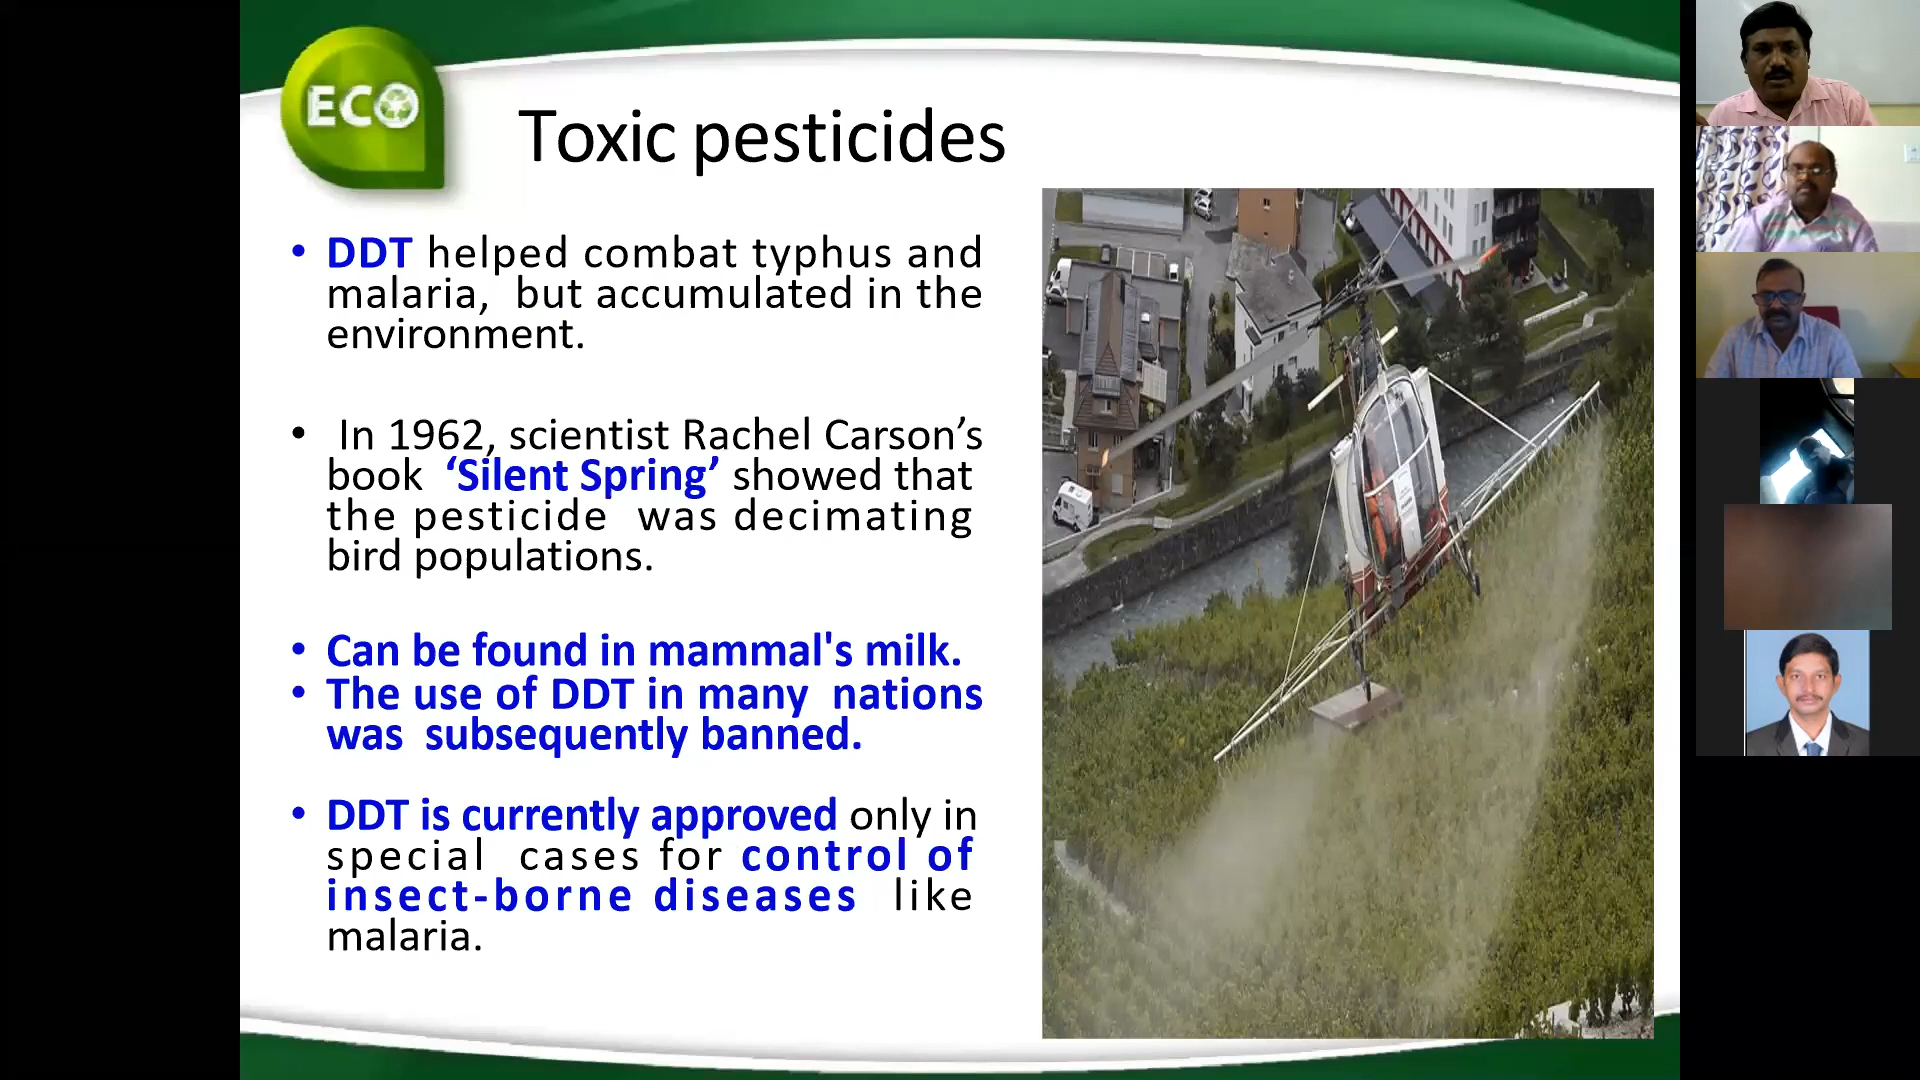 ECO
Toxic pesticides
• DDT helped combat typhus and
malaria, but accumulated in the
environment.
• In 1962, scientist Rachel Carson’s
book ‘Silent Spring’ showed that
the pesticide was decimating
bird populations.
• Can be found in mammal's milk.
• The use of DDT in many nations
was subsequently banned.
• DDT is currently approved only in
special cases for control of
insect-borne diseases like
malaria.